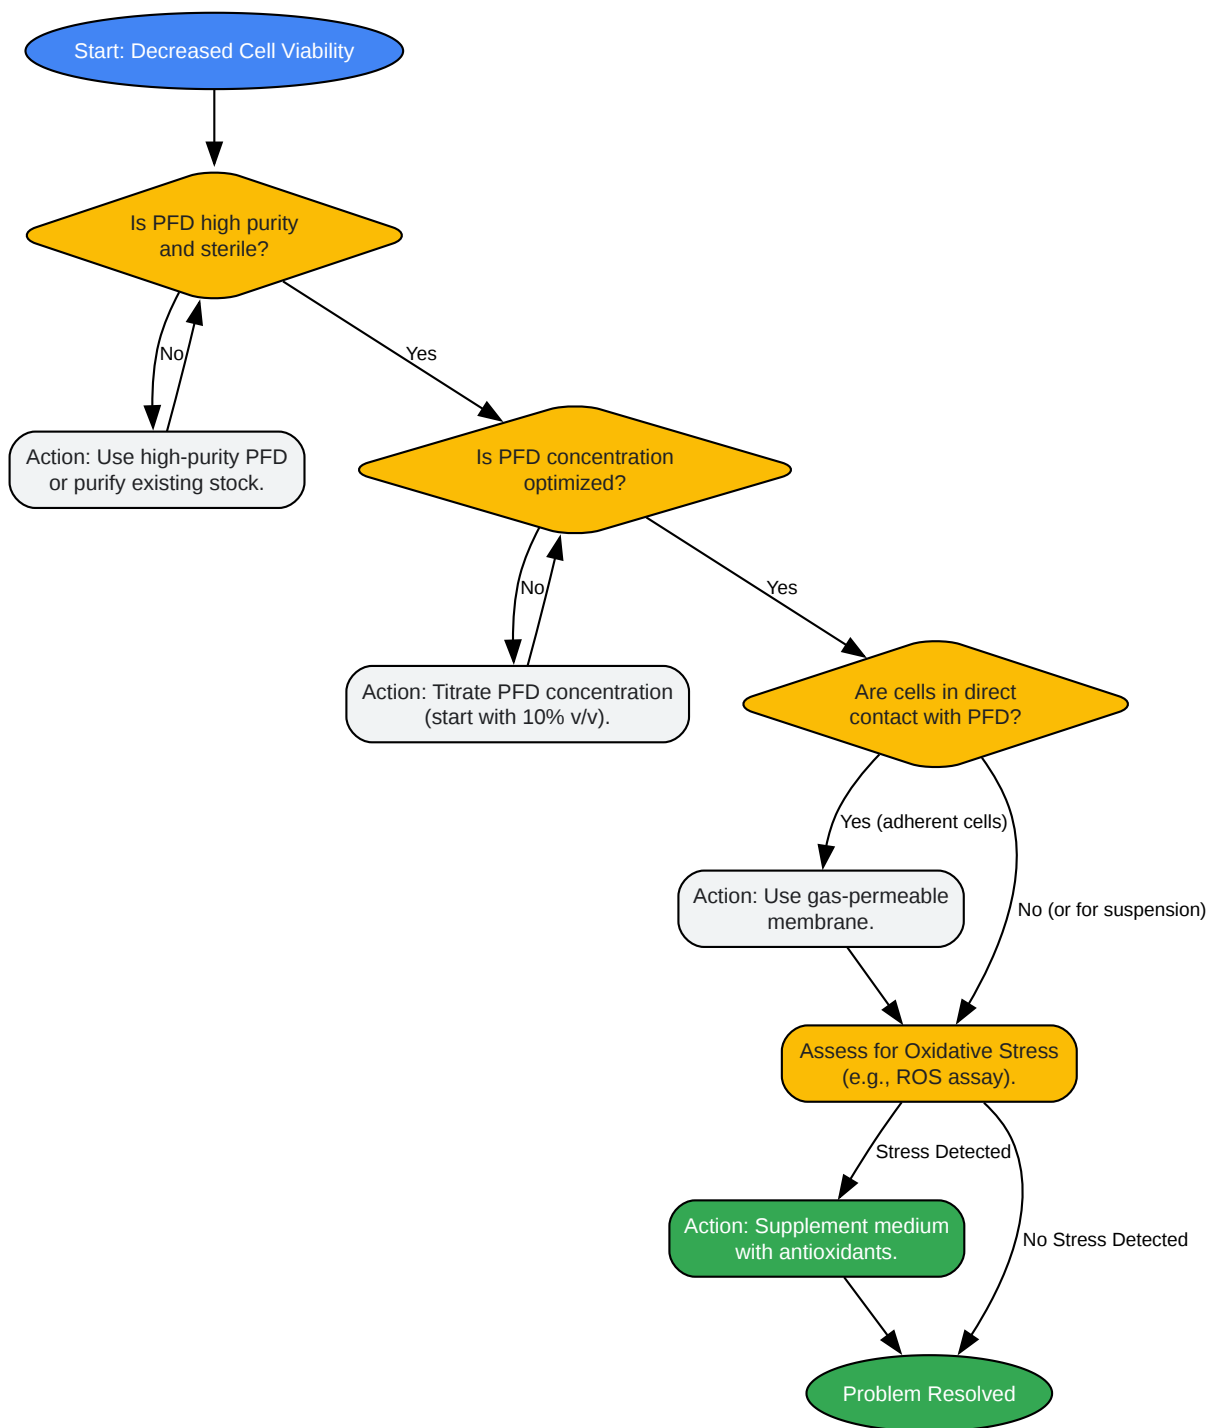 Start: Decreased Cell Viability
Is PFD high purity
and sterile?
No
Yes
Action: Use high-purity PFD
or purify existing stock.
Is PFD concentration
optimized?
No
Yes
Action: Titrate PFD concentration
(start with 10% v/v).
Are cells in direct
contact with PFD?
Yes (adherent cells)
No (or for suspension)
Action: Use gas-permeable
membrane.
Assess for Oxidative Stress
(e.g., ROS assay).
Stress Detected
No Stress Detected
Action: Supplement medium
with antioxidants.
Problem Resolved